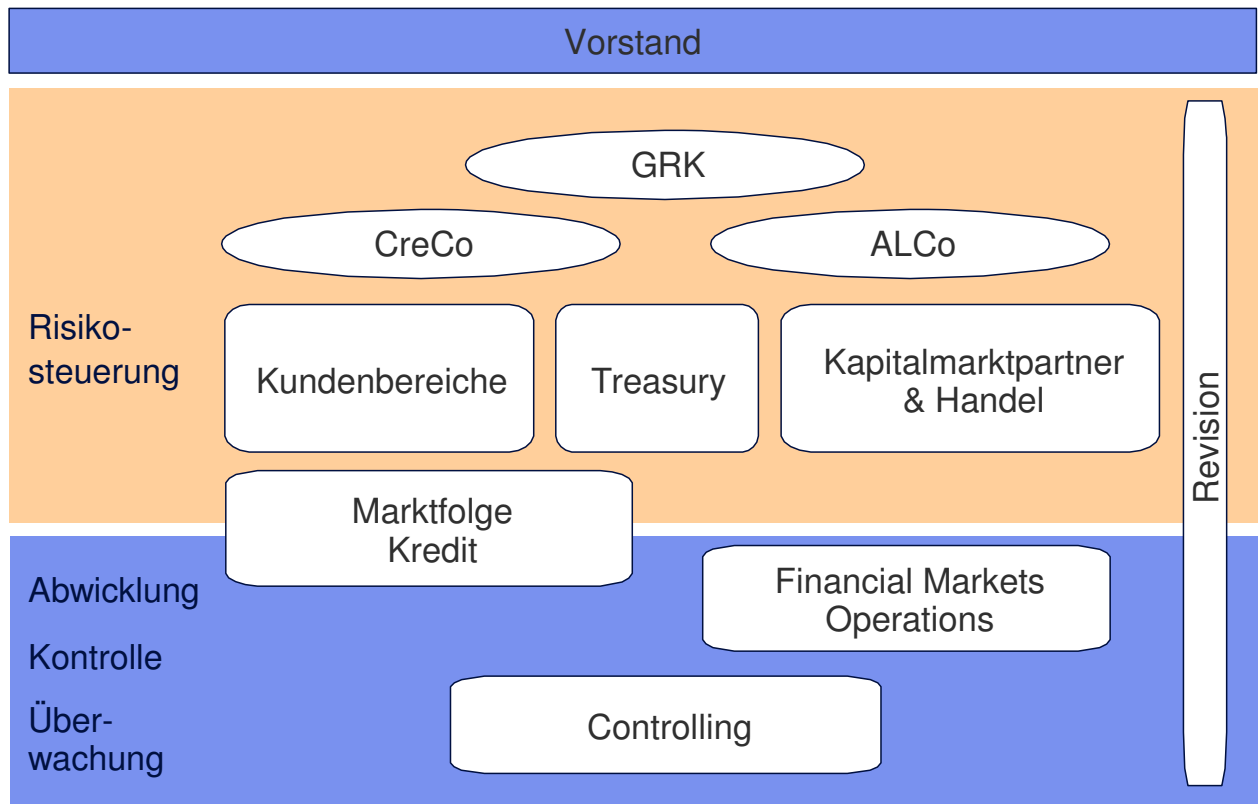 Vorstand
GRK
CreCo
ALCo
Risiko-
steuerung
Kundenbereiche
Treasury
Kapitalmarktpartner
& Handel
Revision
Marktfolge
Kredit
Abwicklung
Financial Markets
Operations
Kontrolle
Über-
wachung
Controlling